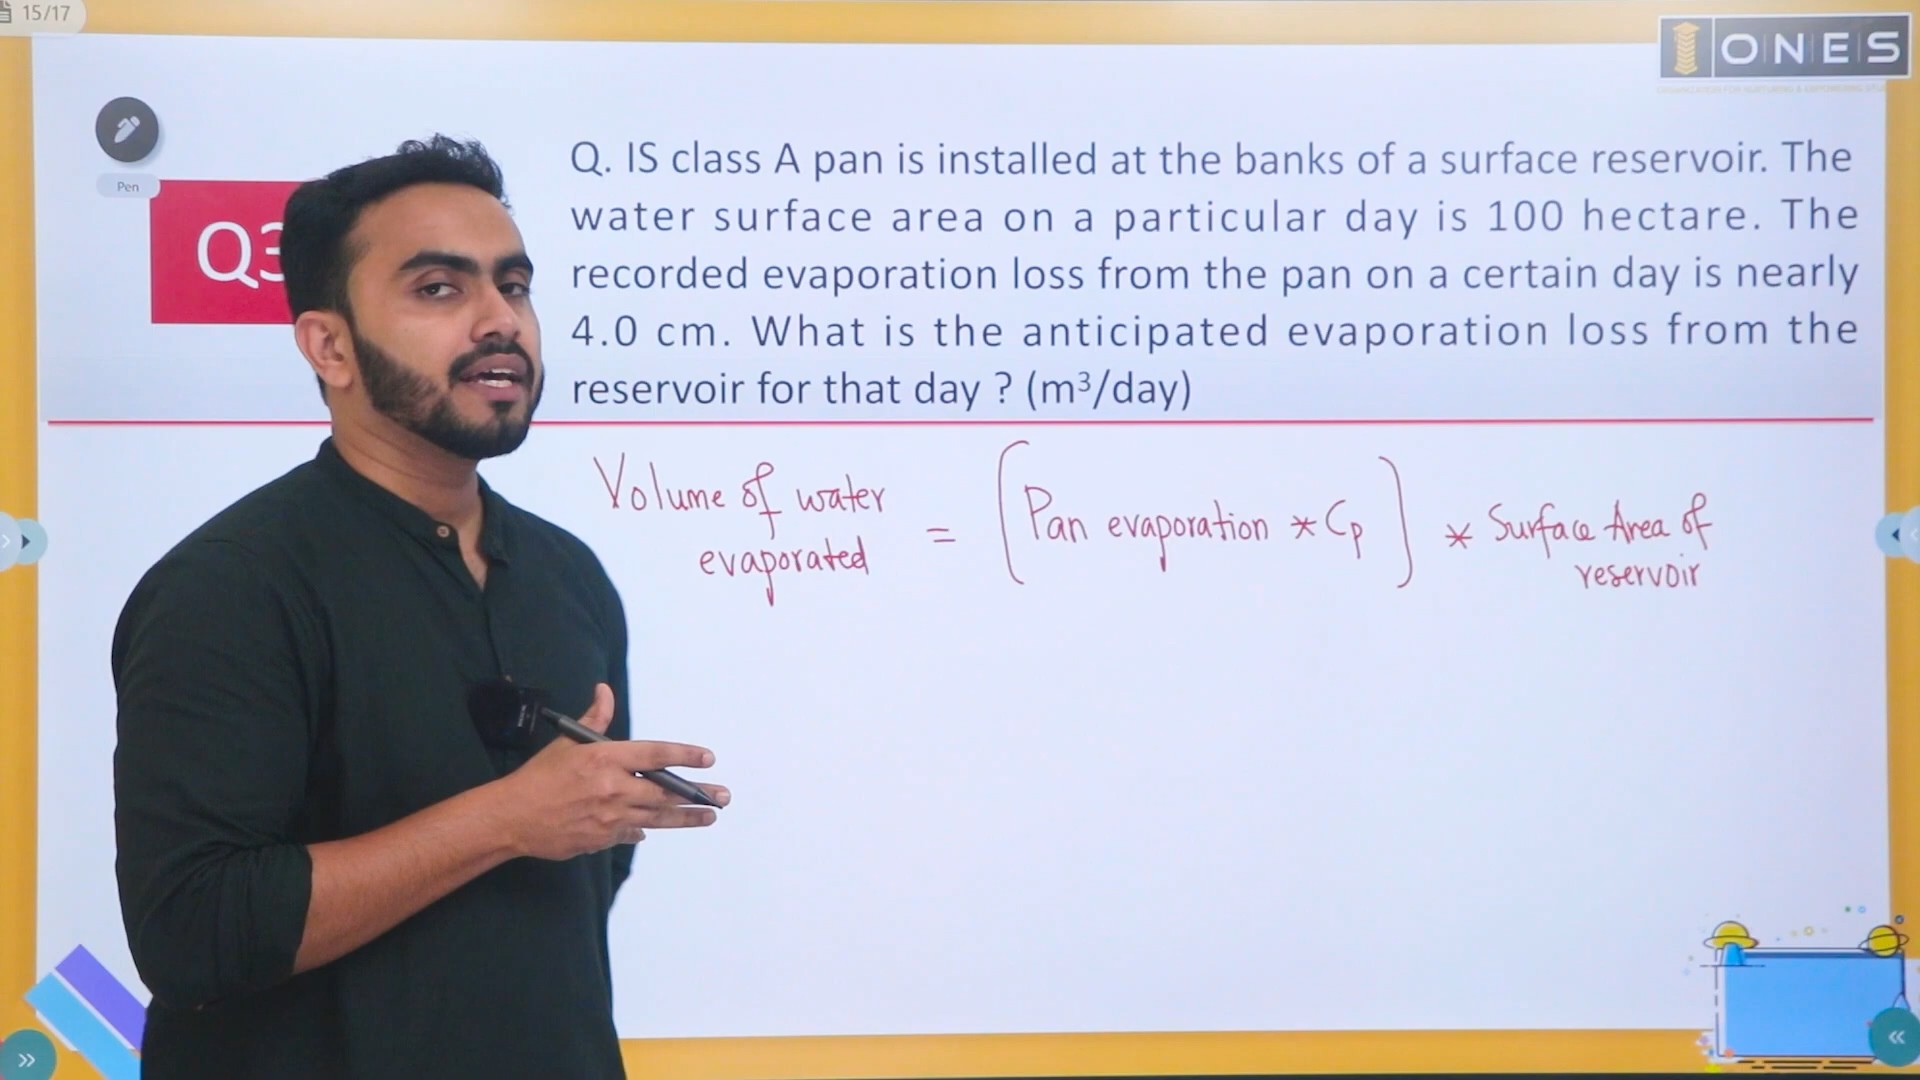 15/17
ONES
Pen
Q3
Q. IS class A pan is installed at the banks of a surface reservoir. The
water surface area on a particular day is 100 hectare. The
recorded evaporation loss from the pan on a certain day is nearly
4.0 cm. What is the anticipated evaporation loss from the
reservoir for that day ? (m³/day)
Volume of water
evaporated
= [Pan evaporation * Cp] * Surface Area of
reservoir